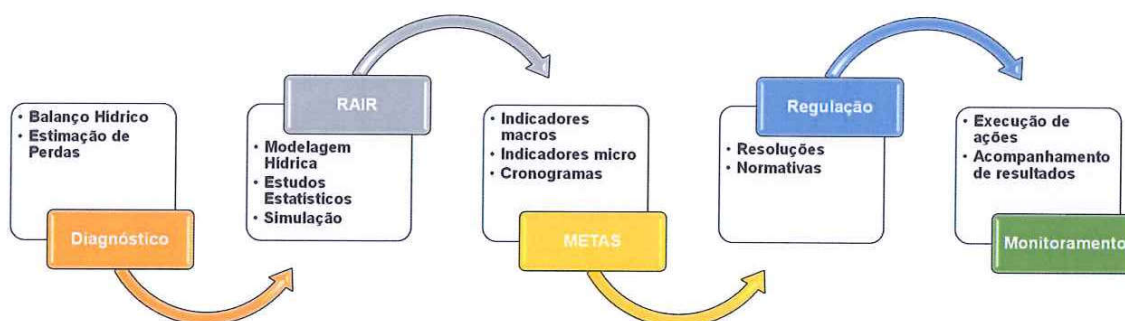 • Balanço Hídrico
• Estimação de
Perdas
Diagnóstico
RAIR
• Modelagem
Hídrica
• Estudos
Estatísticos
• Simulação
• Indicadores
macros
• Indicadores micro
• Cronogramas
METAS
Regulação
• Resoluções
• Normativas
• Execução de
ações
• Acompanhamento
de resultados
Monitoramento